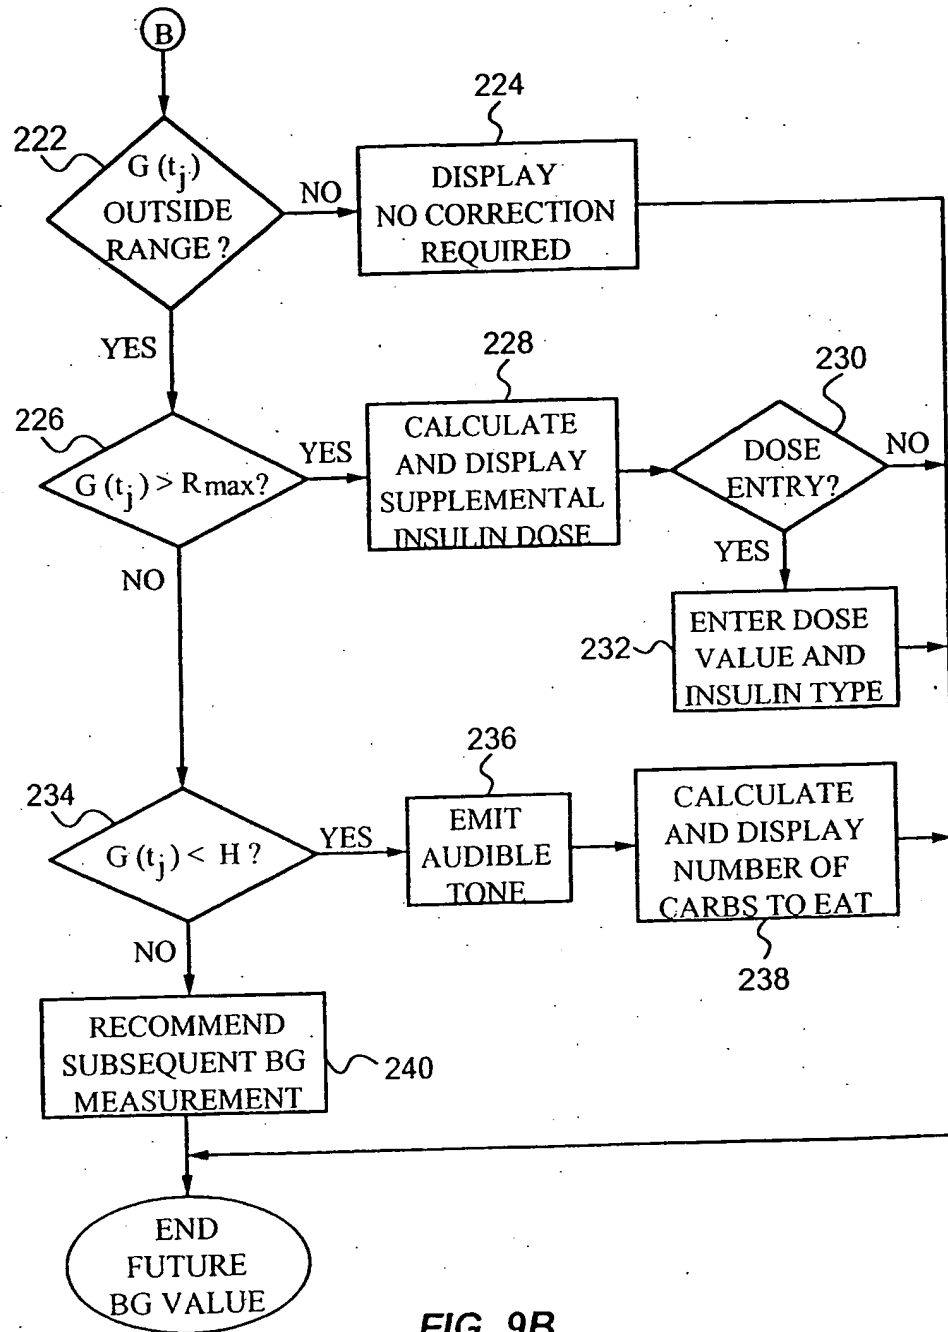 B
222
G (tj)
OUTSIDE
RANGE ?
NO
224
DISPLAY
NO CORRECTION
REQUIRED
YES
226
G (tj) > Rmax?
YES
228
CALCULATE
AND DISPLAY
SUPPLEMENTAL
INSULIN DOSE
230
DOSE
ENTRY?
NO
YES
232
ENTER DOSE
VALUE AND
INSULIN TYPE
NO
234
G (tj) < H ?
YES
236
EMIT
AUDIBLE
TONE
CALCULATE
AND DISPLAY
NUMBER OF
CARBS TO EAT
238
NO
RECOMMEND
SUBSEQUENT BG
MEASUREMENT
240
END
FUTURE
BG VALUE
FIG. 9B